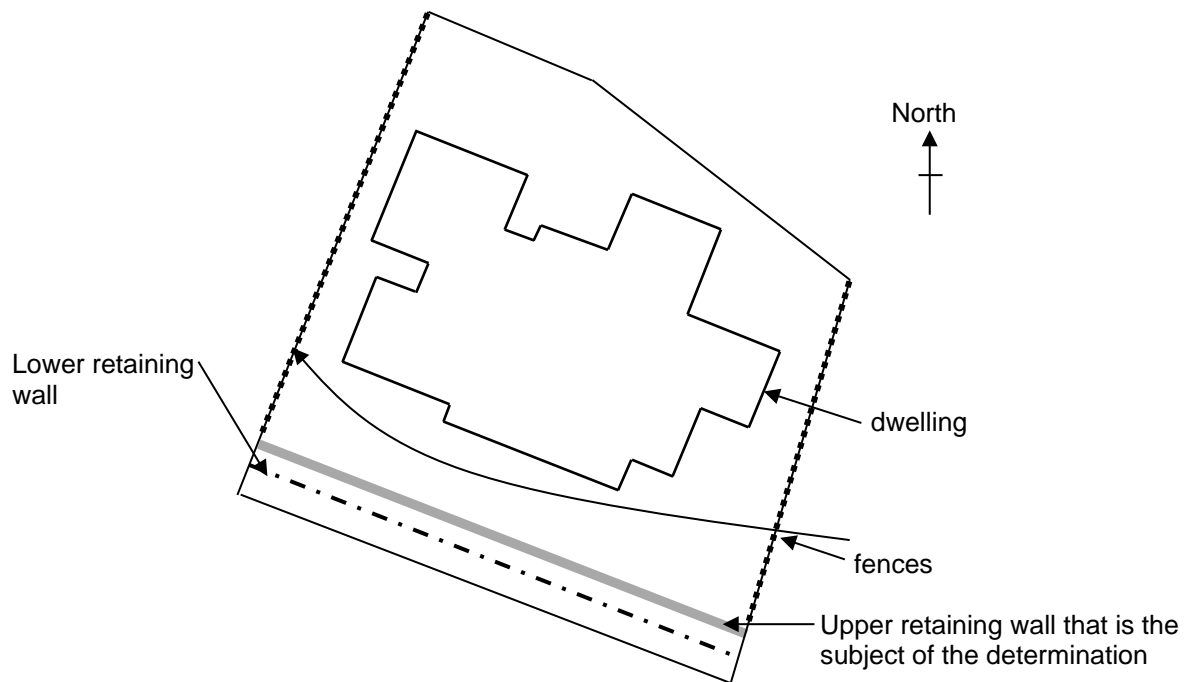 North
Lower retaining
wall
dwelling
fences
Upper retaining wall that is the
subject of the determination